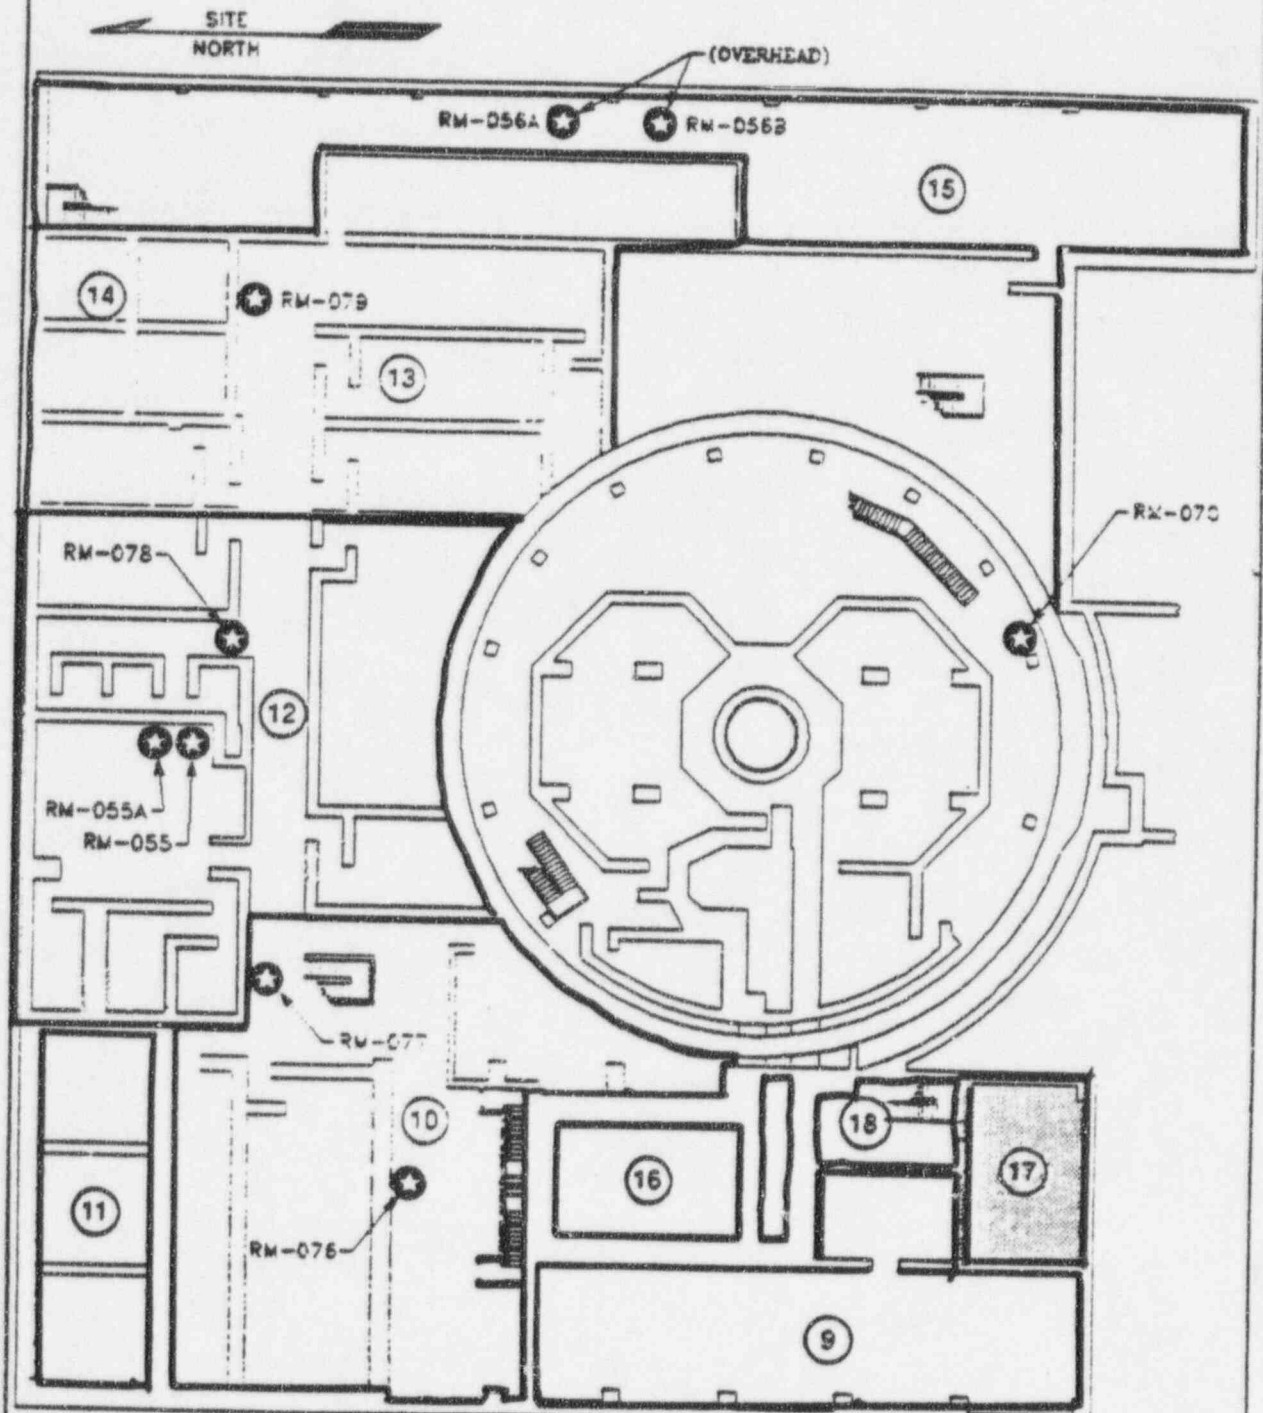 SITE
NORTH
(OVERHEAD)
RM-056A
RM-056B
15
14
RM-079
13
RM-070
RM-078
12
RM-055A
RM-055
RM-077
10
18
16
17
11
RM-076
9